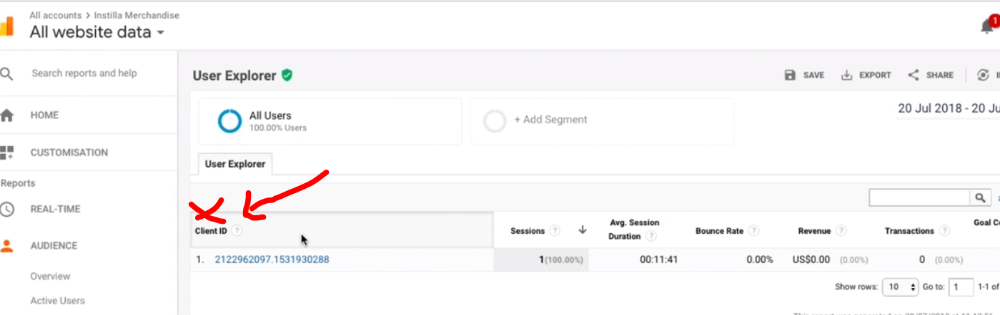 All accounts > Instilla Merchandise
All website data
1
Search reports and help
User Explorer
SAVE
EXPORT
SHARE
HOME
All Users
100.00% Users
+ Add Segment
20 Jul 2018 - 20
CUSTOMISATION
User Explorer
Reports
REAL-TIME
Client ID ?
Sessions ?
Avg. Session
Duration ?
Bounce Rate ?
Revenue ?
Transactions ?
Goal
AUDIENCE
1. 2122962097.1531930288
1(100.00%)
00:11:41
0.00%
US$0.00 (0.00%)
0 (0.00%)
Overview
Show rows: 10 Go to: 1 1-1 of
Active Users